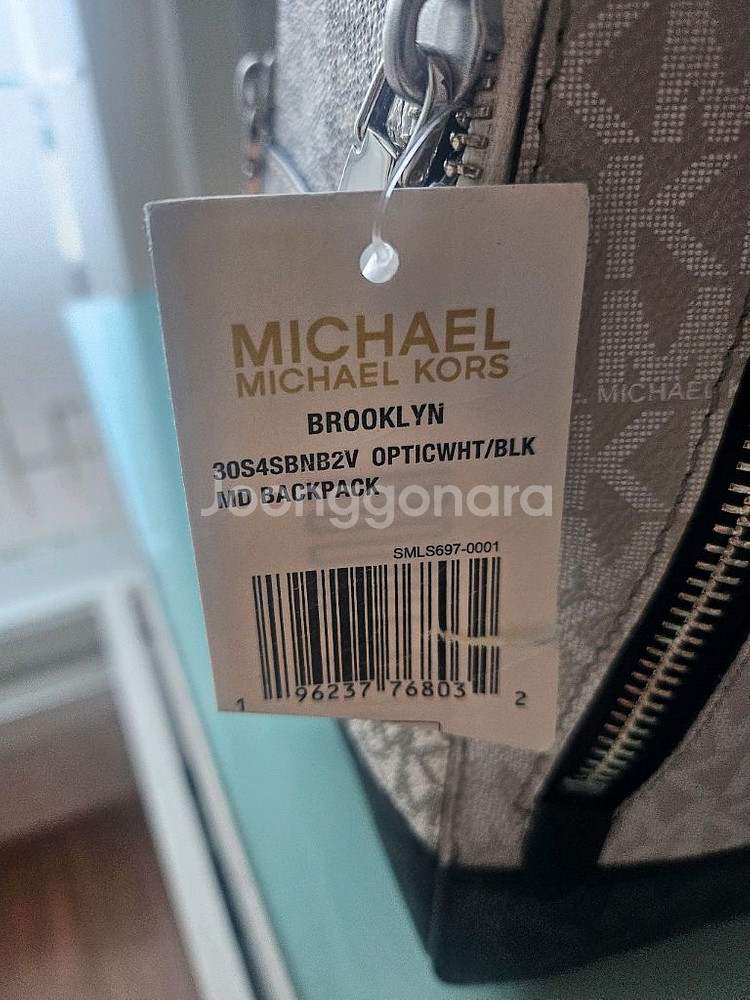 MICHAEL
MICHAEL KORS
BROOKLYN
30S4SBNB2V OPTICWHT/BLK
MD BACKPACK
Joonggonara
SMLS697-0001
1 96237 76803 2
MICHAEL K